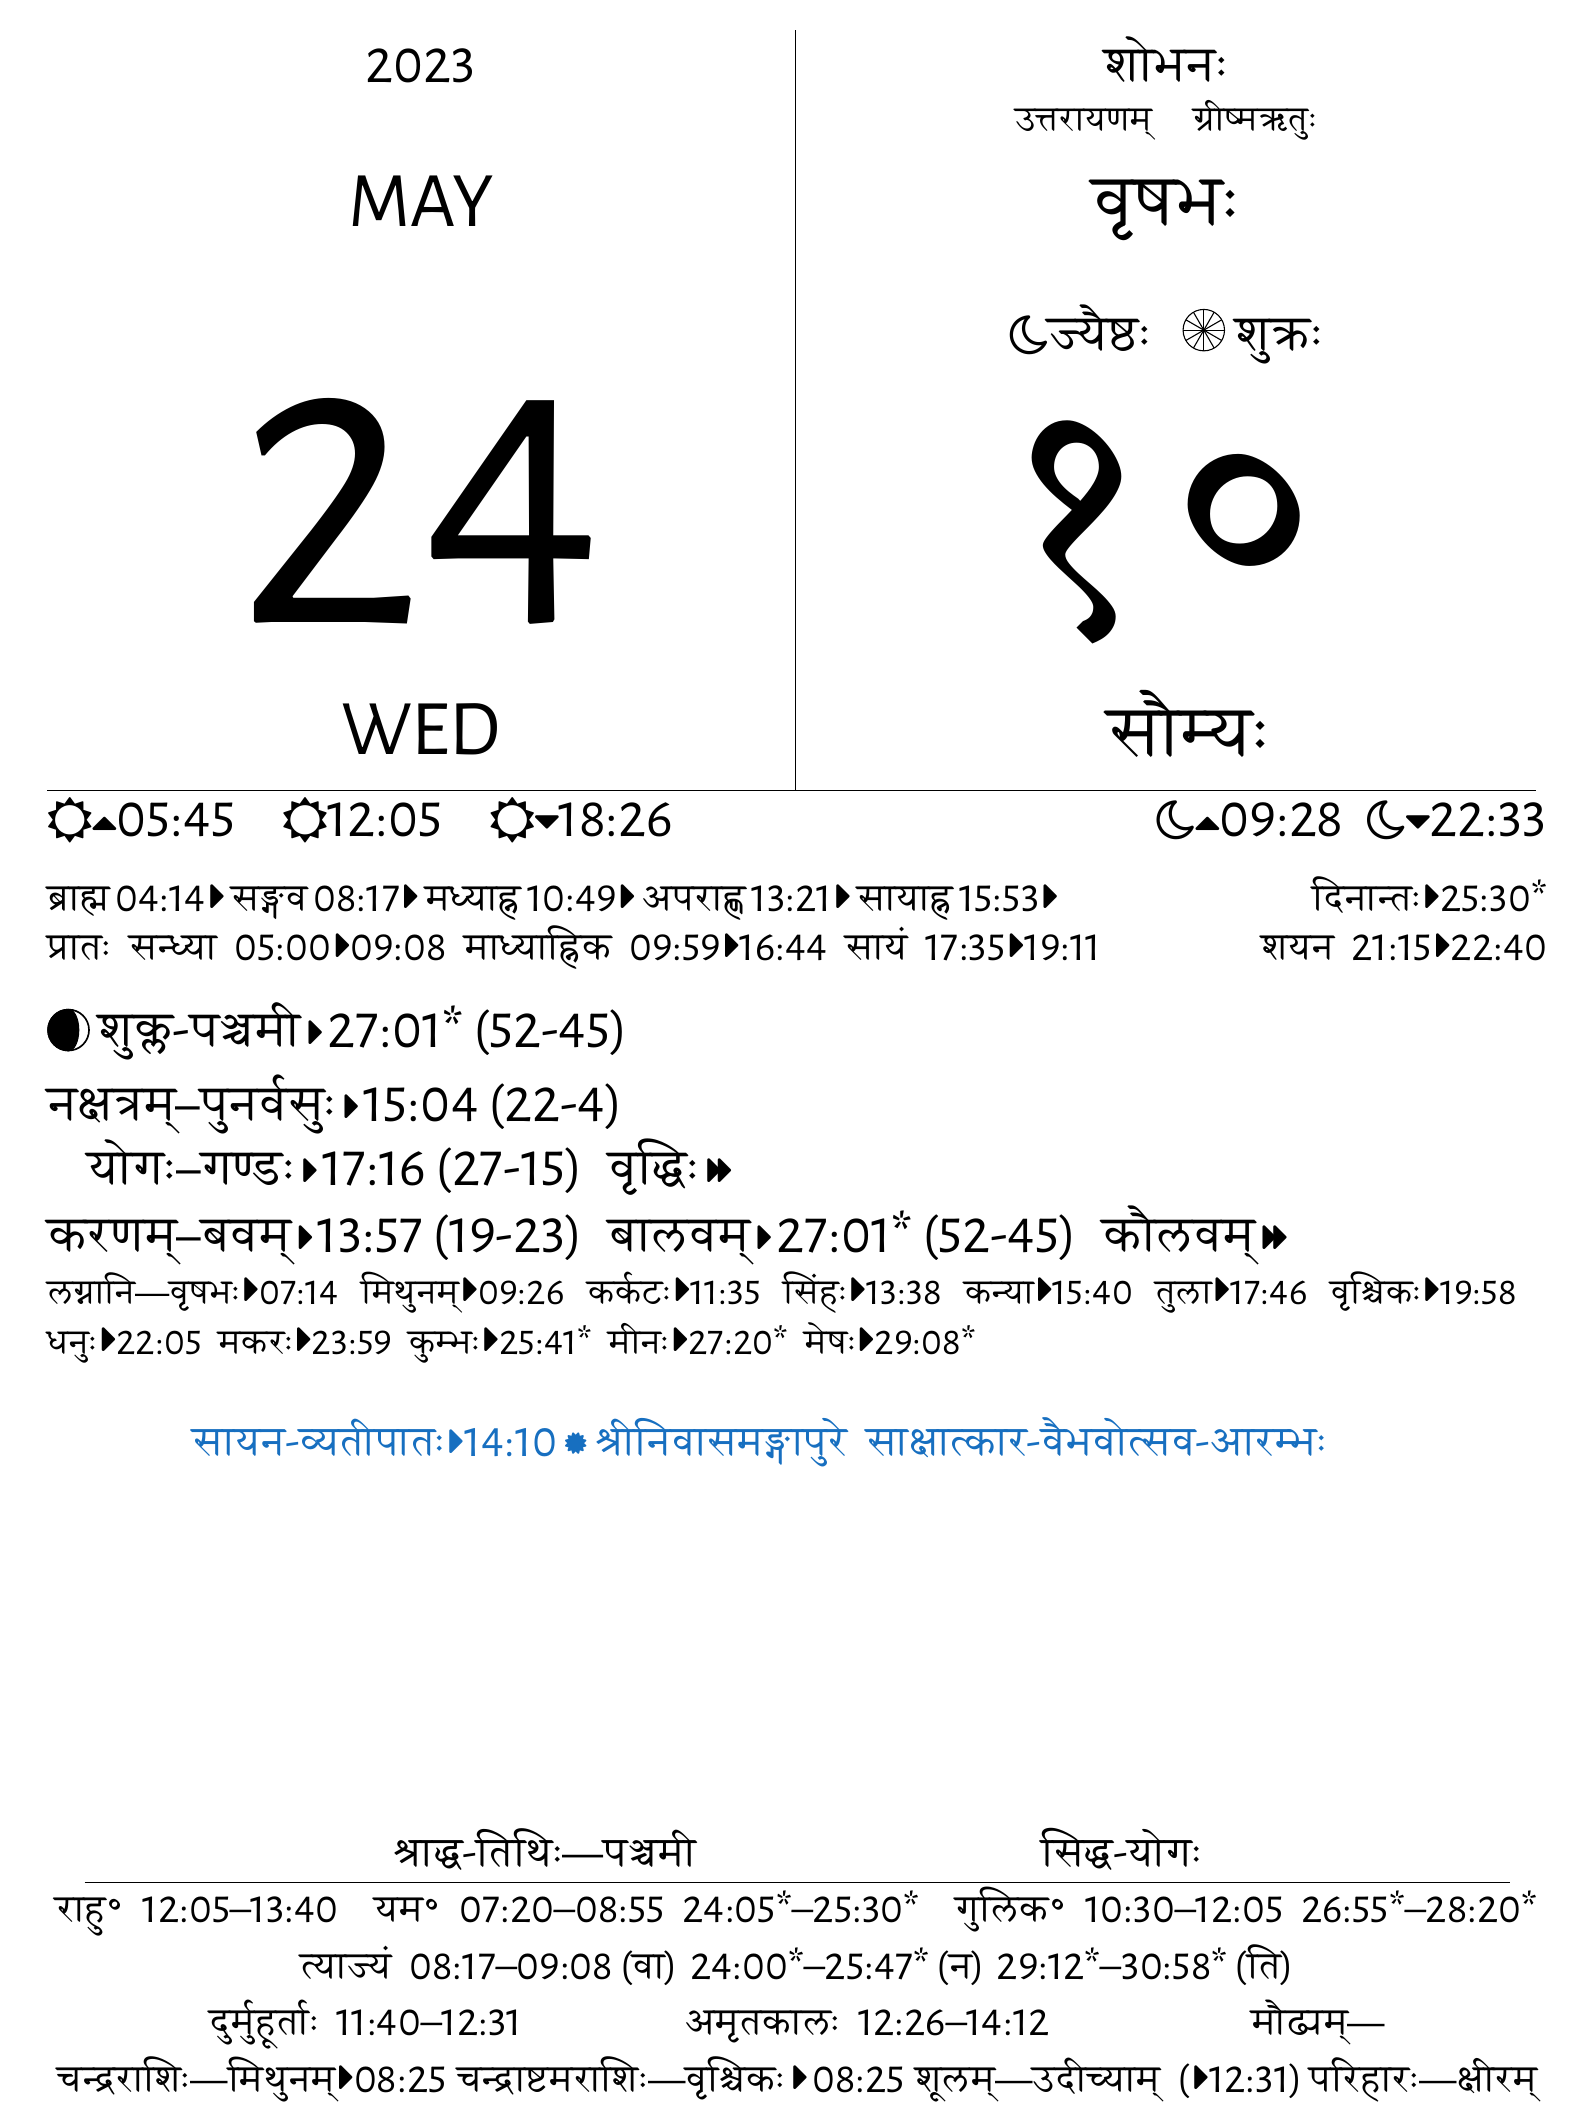 2023
MAY
24
WED
शोभनः
उत्तरायणम् ग्रीष्मऋतुः
वृषभः
ज्यैष्ठः शुक्रः
१०
सौम्यः
05:45 12:05 18:26 09:28 22:33
ब्राह्म 04:14 सङ्गव 08:17 मध्याह्न 10:49 अपराह्ण 13:21 सायाह्न 15:53 दिनान्तः 25:30*
प्रातः सन्ध्या 05:00 09:08 माध्याह्निक 09:59 16:44 सायं 17:35 19:11 शयन 21:15 22:40
शुक्ल-पञ्चमी 27:01* (52-45)
नक्षत्रम्–पुनर्वसुः 15:04 (22-4)
योगः–गण्डः 17:16 (27-15) वृद्धिः
करणम्–बवम् 13:57 (19-23) बालवम् 27:01* (52-45) कौलवम्
लग्नानि—वृषभः 07:14 मिथुनम् 09:26 कर्कटः 11:35 सिंहः 13:38 कन्या 15:40 तुला 17:46 वृश्चिकः 19:58
धनुः 22:05 मकरः 23:59 कुम्भः 25:41* मीनः 27:20* मेषः 29:08*
सायन-व्यतीपातः 14:10 श्रीनिवासमङ्गापुरे साक्षात्कार-वैभवोत्सव-आरम्भः
श्राद्ध-तिथिः—पञ्चमी सिद्ध-योगः
राहु॰ 12:05–13:40 यम॰ 07:20–08:55 24:05*–25:30* गुलिक॰ 10:30–12:05 26:55*–28:20*
त्याज्यं 08:17–09:08 (वा) 24:00*–25:47* (न) 29:12*–30:58* (ति)
दुर्मुहूर्ताः 11:40–12:31 अमृतकालः 12:26–14:12 मौढ्यम्—
चन्द्रराशिः—मिथुनम् 08:25 चन्द्राष्टमराशिः—वृश्चिकः 08:25 शूलम्—उदीच्याम् (12:31) परिहारः—क्षीरम्